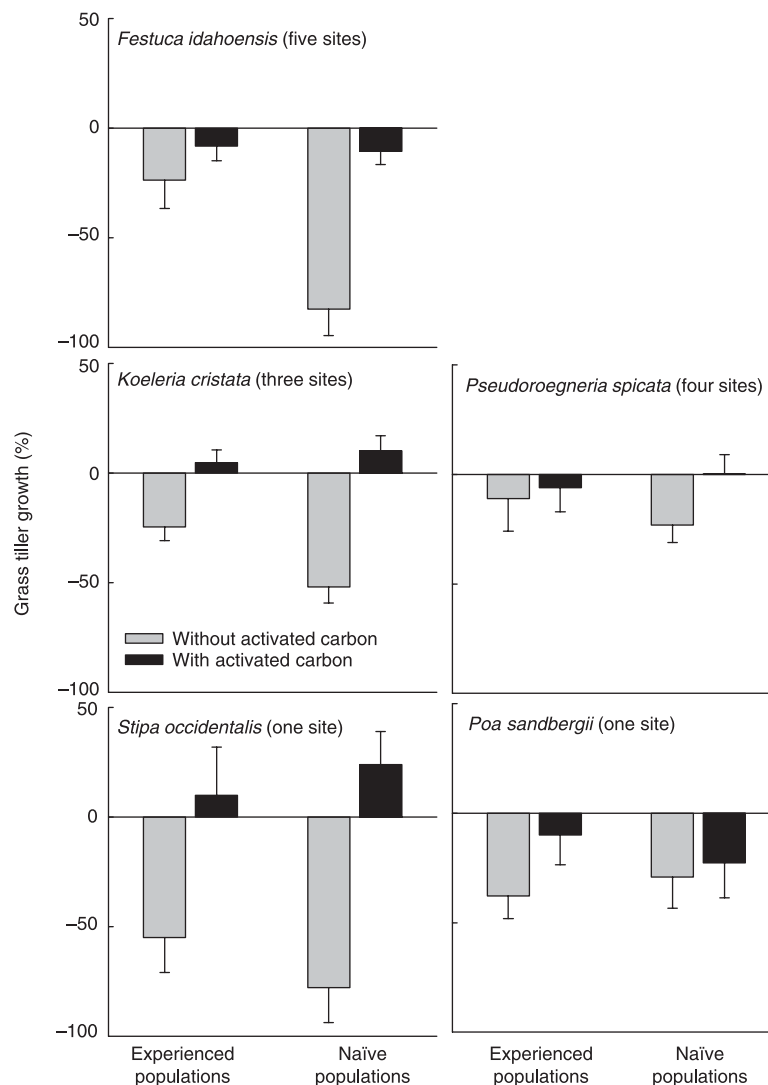 50
Festuca idahoensis (five sites)
0
–50
–100
50
Koeleria cristata (three sites)
Pseudoroegneria spicata (four sites)
0
–50
Without activated carbon
With activated carbon
–100
Grass tiller growth (%)
50
Stipa occidentalis (one site)
Poa sandbergii (one site)
0
–50
–100
Experienced
populations
Naïve
populations
Experienced
populations
Naïve
populations